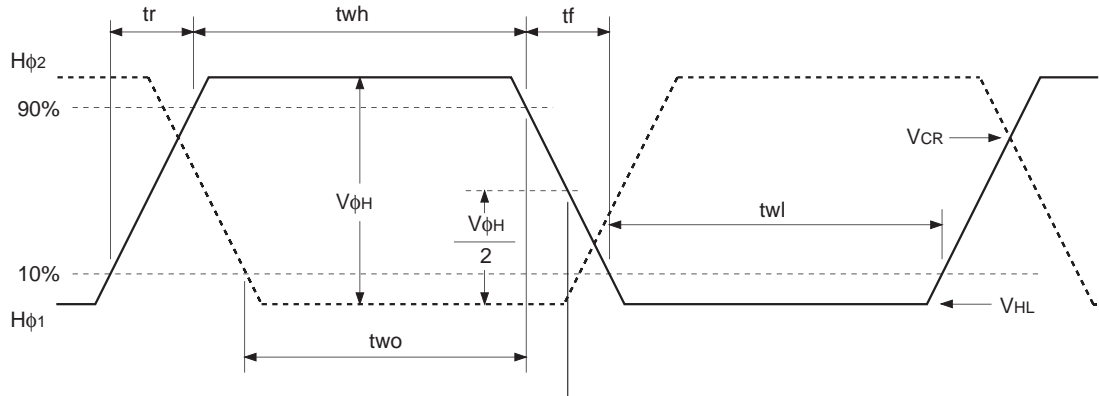 tr twh tf
Hϕ2
90%
VCR
VϕH
VϕH
2
twl
10%
Hϕ1
VHL
two